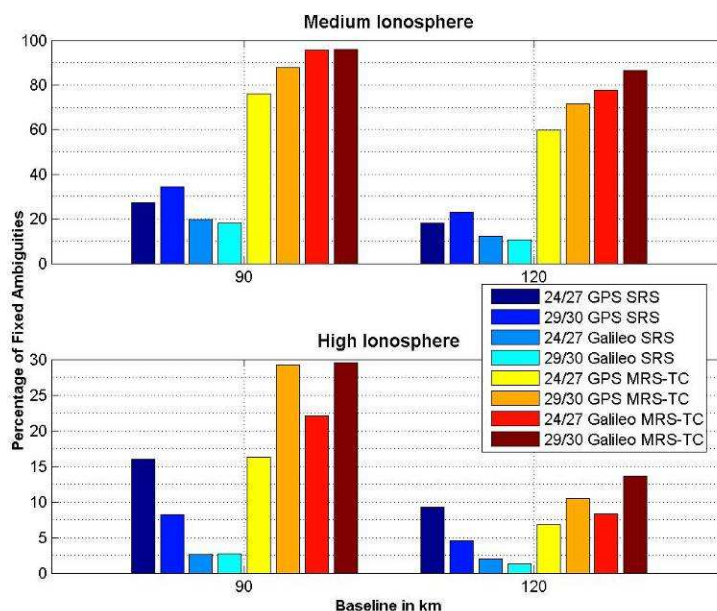 Medium Ionosphere
100
80
60
40
20
0
90
120
Percentage of Fixed Ambiguities
24/27 GPS SRS
29/30 GPS SRS
24/27 Galileo SRS
29/30 Galileo SRS
24/27 GPS MRS-TC
29/30 GPS MRS-TC
24/27 Galileo MRS-TC
29/30 Galileo MRS-TC
High Ionosphere
30
25
20
15
10
5
0
90
120
Baseline in km